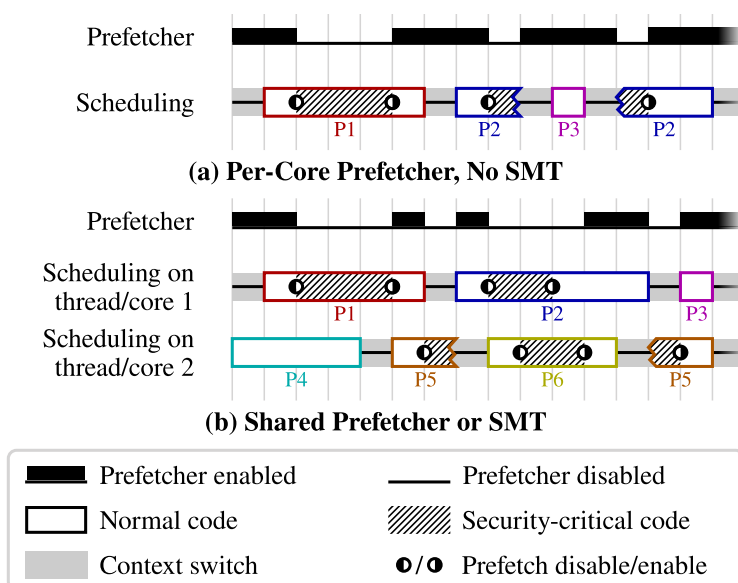 Prefetcher
Scheduling
P1
P2
P3
P2
(a) Per-Core Prefetcher, No SMT
Prefetcher
Scheduling on
thread/core 1
P1
P2
P3
Scheduling on
thread/core 2
P4
P5
P6
P5
(b) Shared Prefetcher or SMT
Prefetcher enabled
Prefetcher disabled
Normal code
Security-critical code
Context switch
/
Prefetch disable/enable